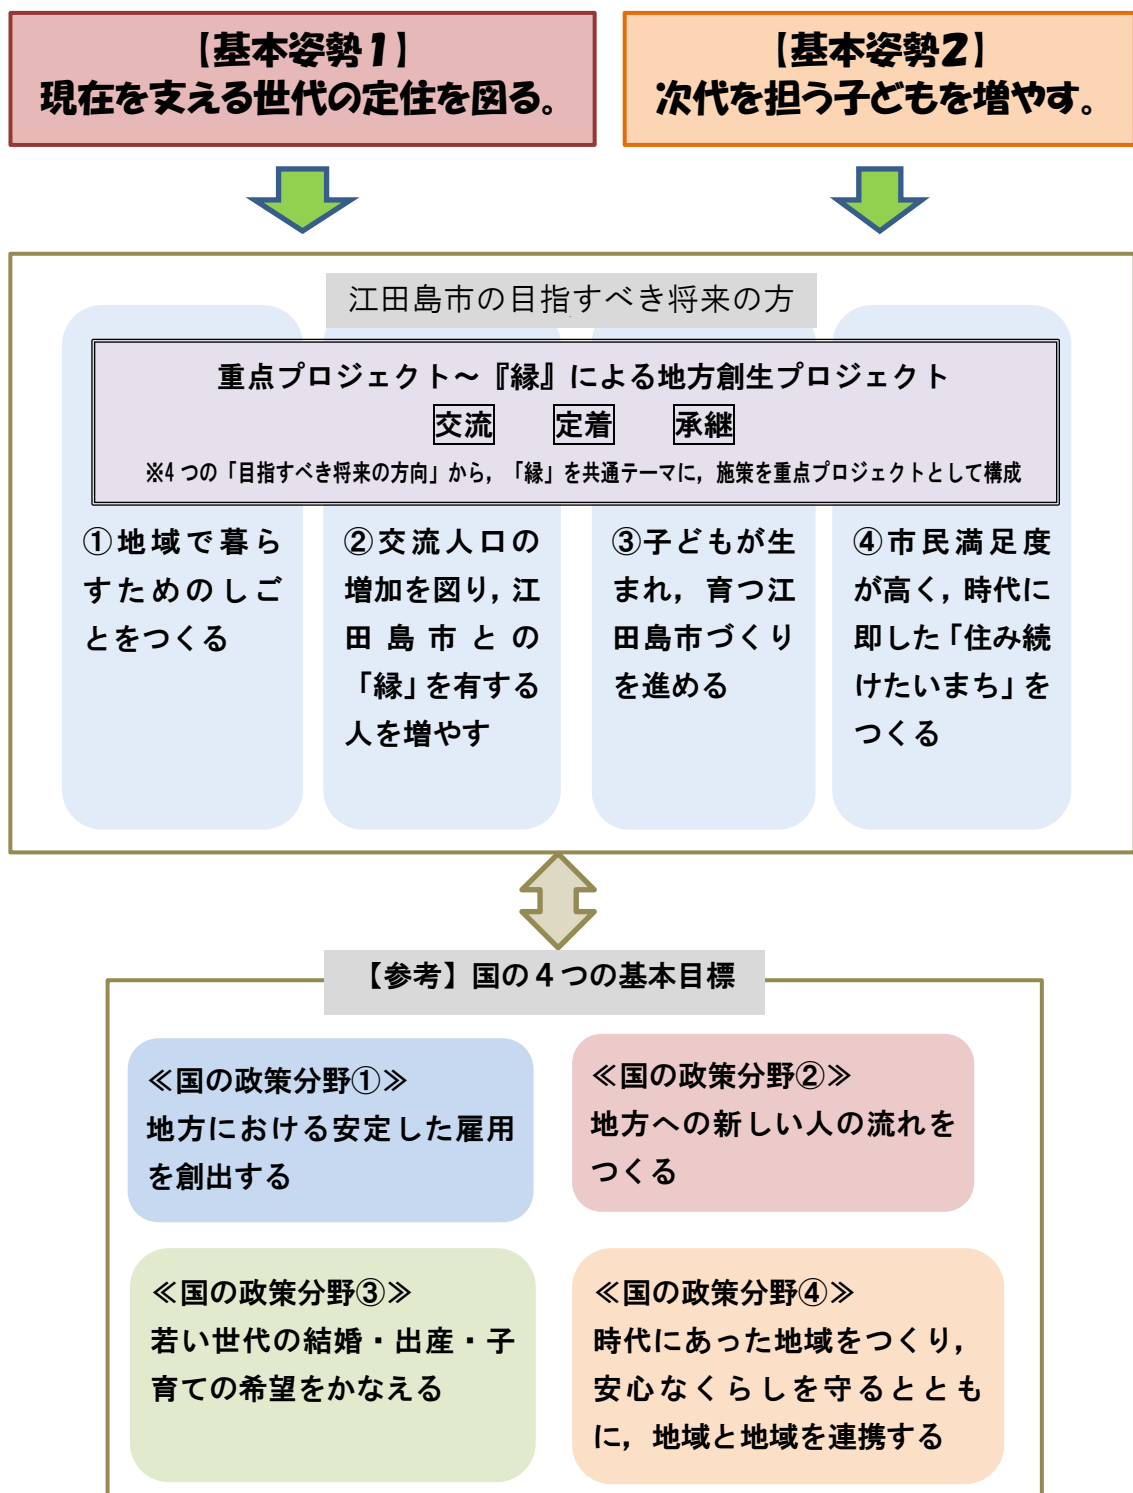 【基本姿勢1】
現在を支える世代の定住を図る。
【基本姿勢2】
次代を担う子どもを増やす。
江田島市の目指すべき将来の方
重点プロジェクト～『縁』による地方創生プロジェクト
交流 定着 承継
※4つの「目指すべき将来の方向」から，「縁」を共通テーマに，施策を重点プロジェクトとして構成
①地域で暮ら
すためのしご
とをつくる
②交流人口の
増加を図り，江
田島市との
「縁」を有する
人を増やす
③子どもが生
まれ，育つ江
田島市づくり
を進める
④市民満足度
が高く，時代に
即した「住み続
けたいまち」を
つくる
【参考】国の４つの基本目標
≪国の政策分野①≫
地方における安定した雇用
を創出する
≪国の政策分野②≫
地方への新しい人の流れを
つくる
≪国の政策分野③≫
若い世代の結婚・出産・子
育ての希望をかなえる
≪国の政策分野④≫
時代にあった地域をつくり，
安心なくらしを守るととも
に，地域と地域を連携する